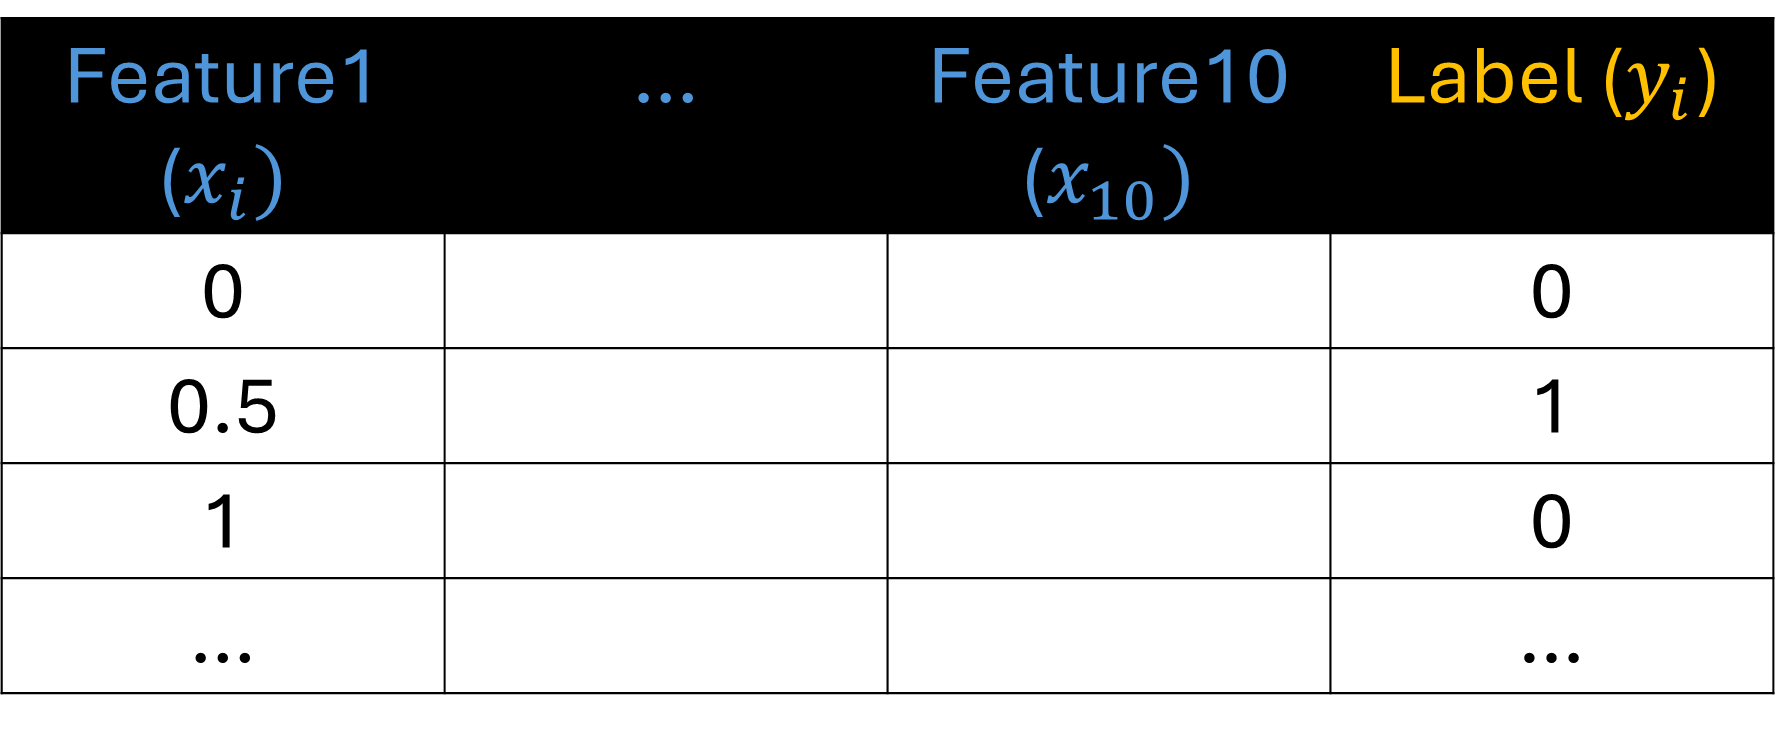 Feature1 (xᵢ) … Feature10 (x₁₀) Label (yᵢ)
0 0
0.5 1
1 0
… …